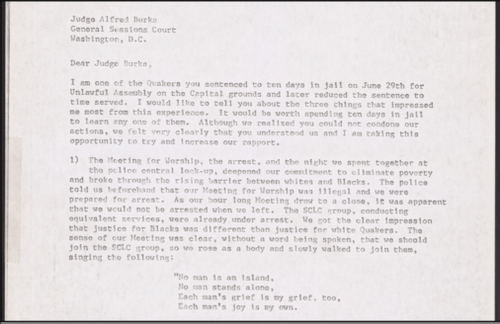 Judge Alfred Burka
General Sessions Court
Washington, D.C.
Dear Judge Burka,
I am one of the Quakers you sentenced to ten days in jail on June 29th for
Unlawful Assembly on the Capital grounds and later reduced the sentence to
time served. I would like to tell you about the three things that impressed
me most from this experience. It would be worth spending ten days in jail
to learn any one of them. Although we realized you could not condone our
actions, we felt very clearly that you understood us and I am taking this
opportunity to try and increase our rapport.
1) The Meeting for Worship, the arrest, and the night we spent together at
the police central lock-up, deepened our commitment to eliminate poverty
and broke through the rising barrier between whites and Blacks. The police
told us beforehand that our Meeting for Worship was illegal and we were
prepared for arrest. As our hour long Meeting drew to a close, it was apparent
that we would not be arrested when we left. The SCLC group, conducting
equivalent services, were already under arrest. We got the clear impression
that justice for Blacks was different than justice for white Quakers. The
sense of our Meeting was clear, without a word being spoken, that we should
join the SCLC group, so we rose as a body and slowly walked to join them,
singing the following:
"No man is an island,
No man stands alone,
Each man's grief is my grief, too,
Each man's joy is my own.